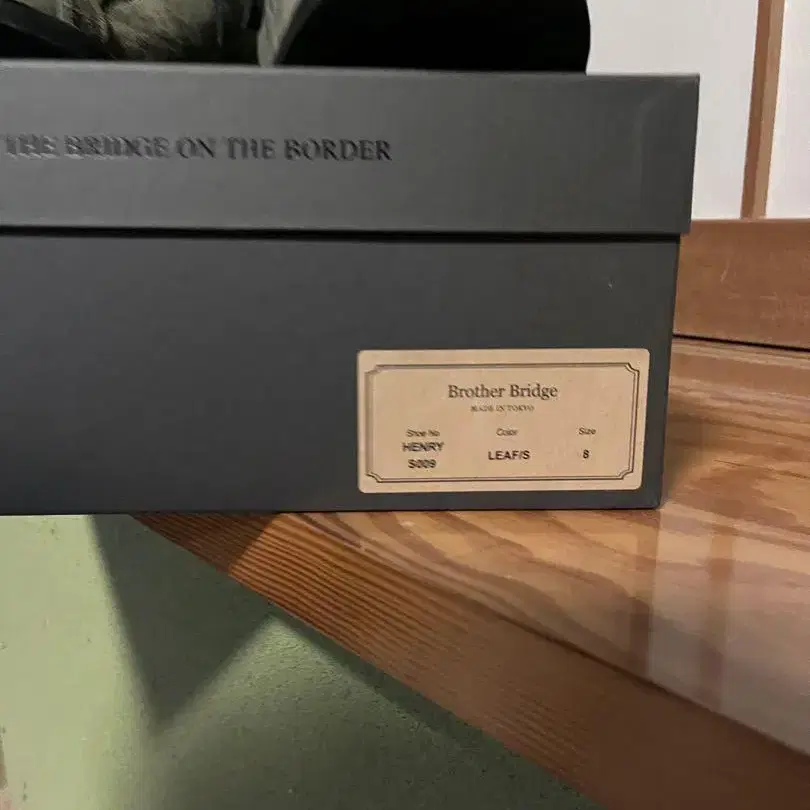 THE BRIDGE ON THE BORDER
Brother Bridge
MADE IN TOKYO
Shoe No Color Size
HENRY
S009 LEAF/S 8